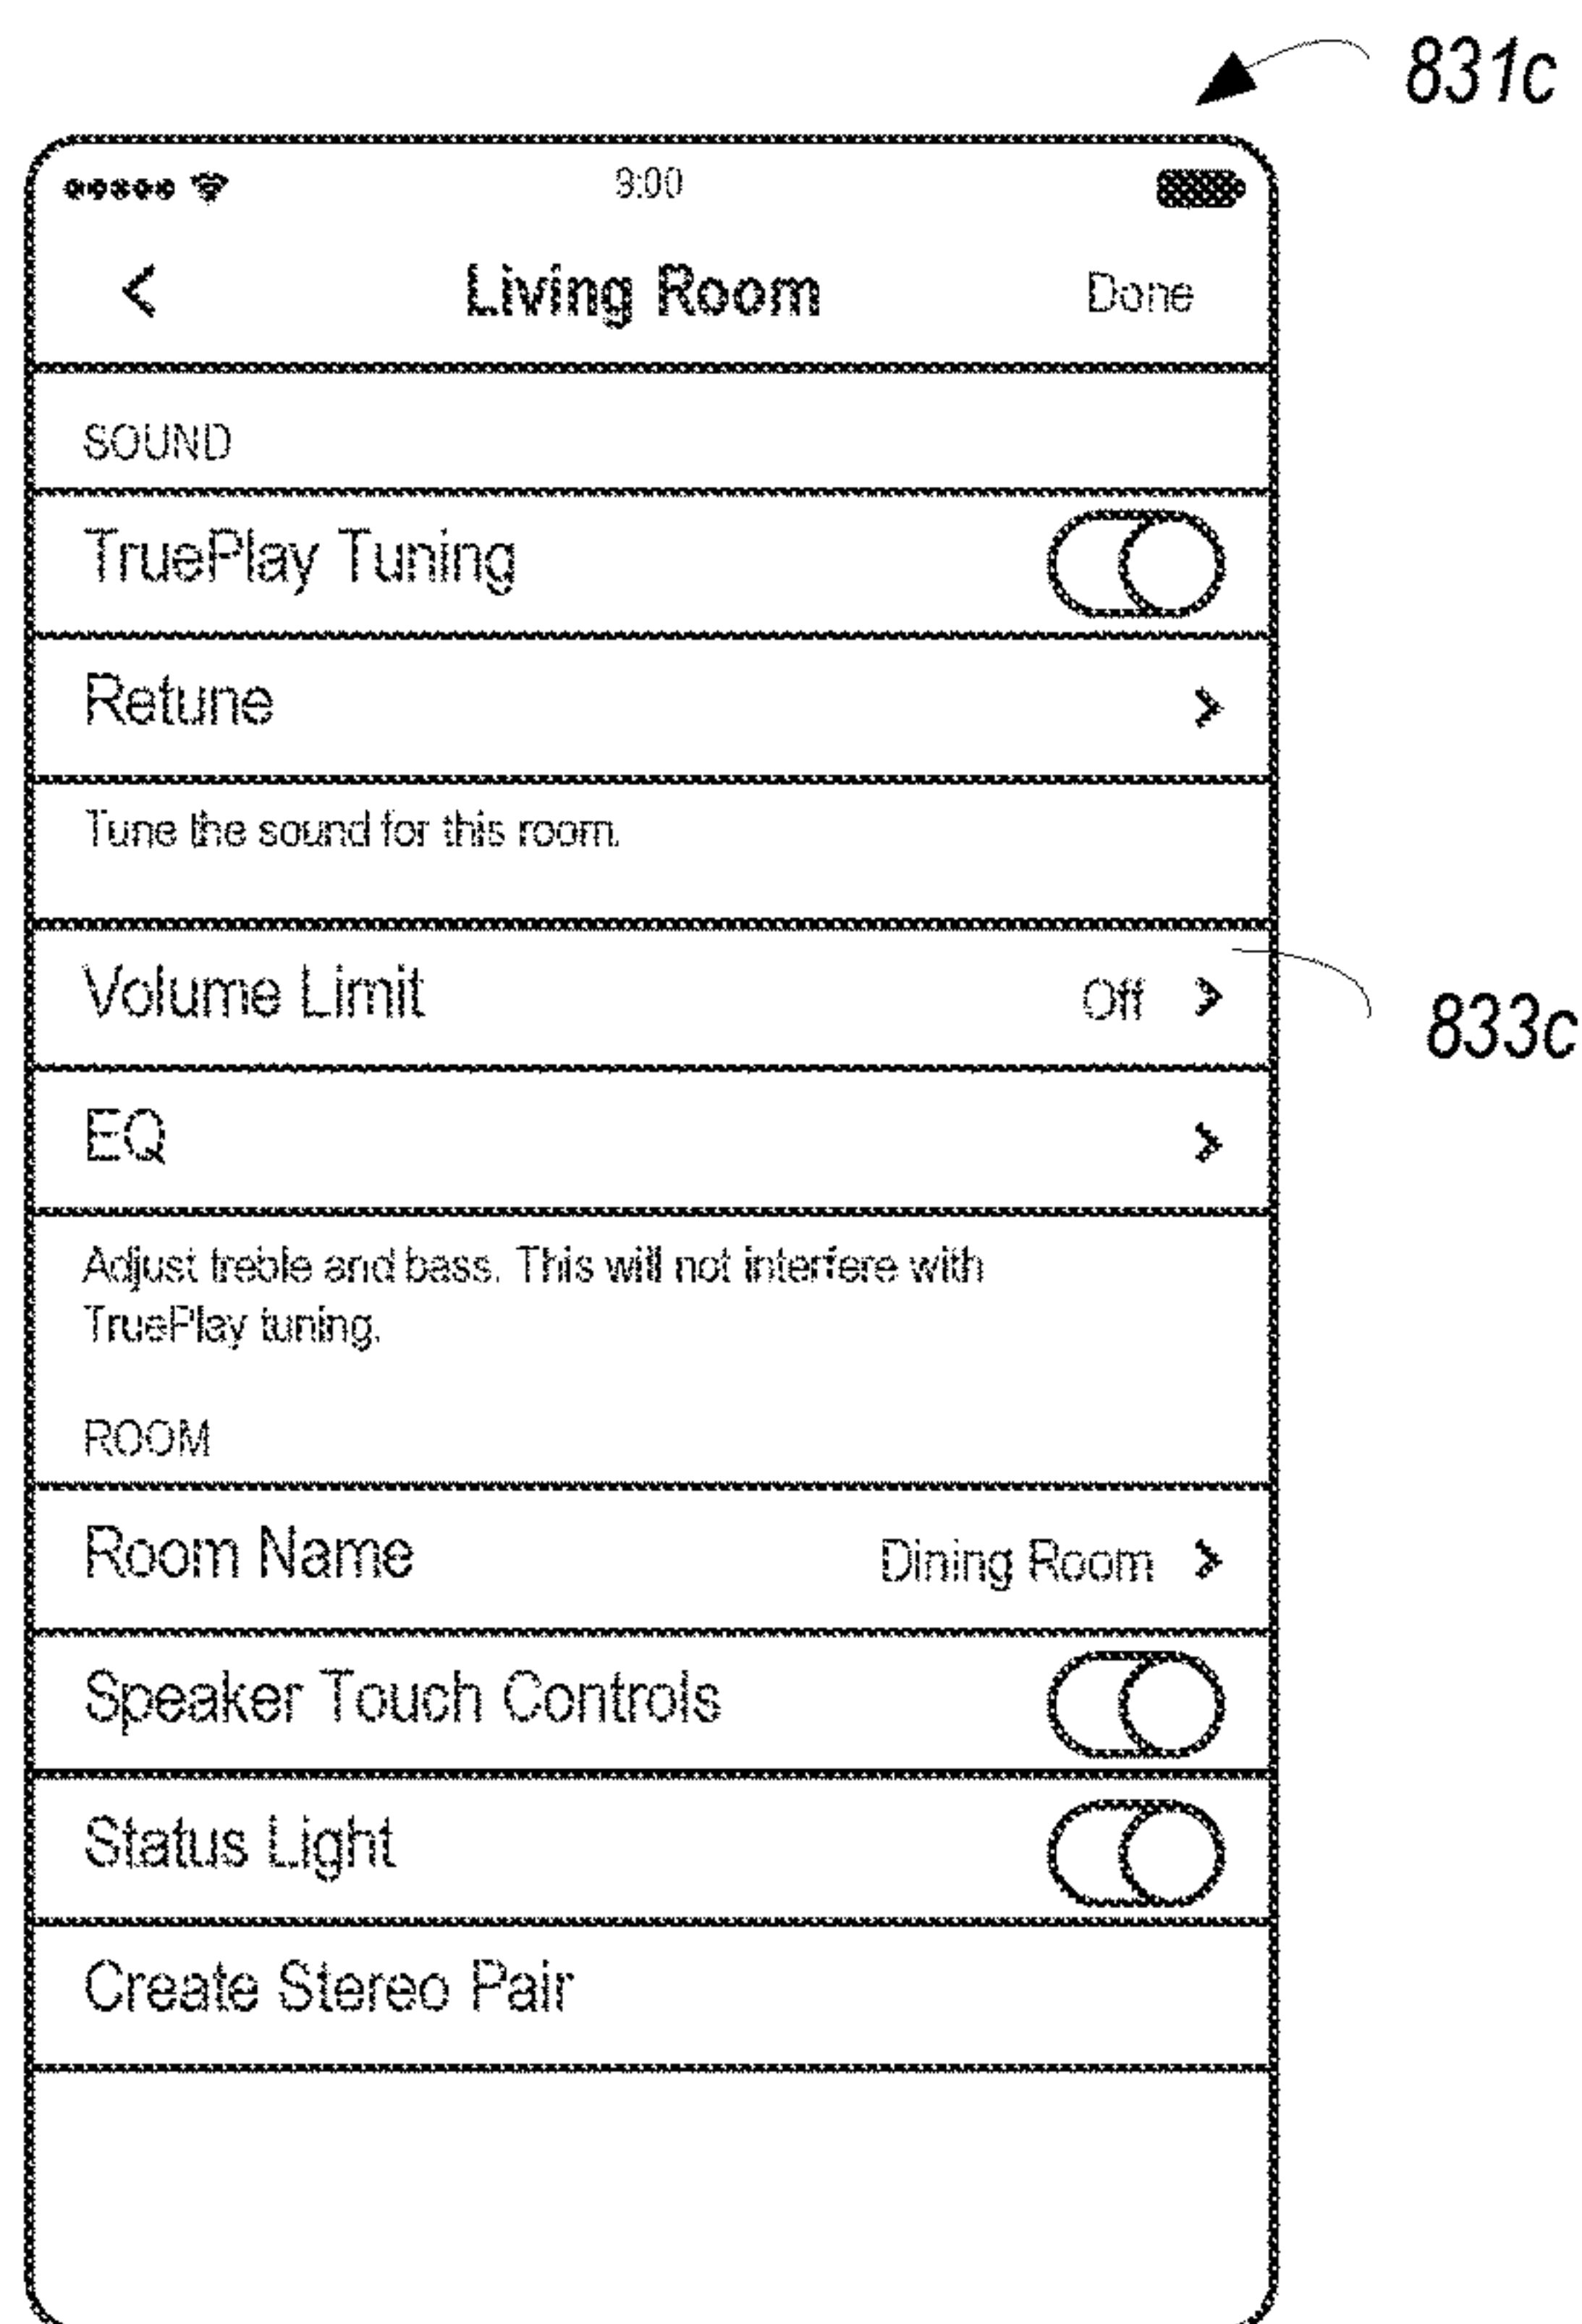 831c
9:00
< Living Room Done
SOUND
TruePlay Tuning
Retune >
Tune the sound for this room.
Volume Limit Off >
833c
EQ >
Adjust treble and bass. This will not interfere with
TruePlay tuning.
ROOM
Room Name Dining Room >
Speaker Touch Controls
Status Light
Create Stereo Pair